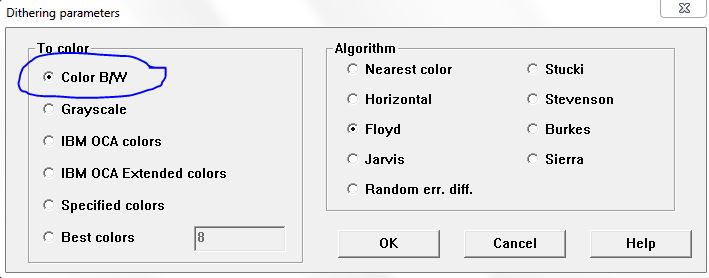 Dithering parameters
To color
Color B/W
Grayscale
IBM OCA colors
IBM OCA Extended colors
Specified colors
Best colors 8
Algorithm
Nearest color Stucki
Horizontal Stevenson
Floyd Burkes
Jarvis Sierra
Random err. diff.
OK Cancel Help